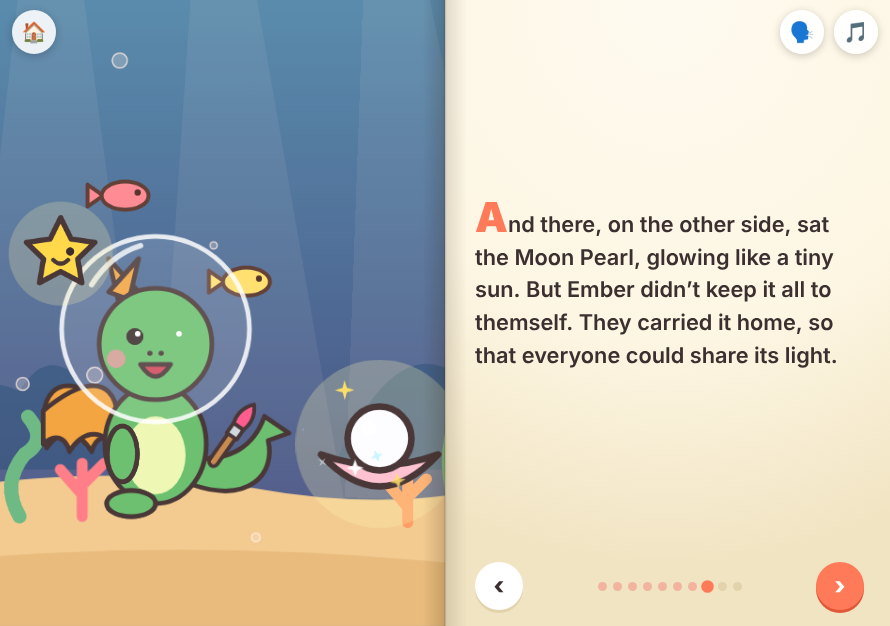 And there, on the other side, sat
the Moon Pearl, glowing like a tiny
sun. But Ember didn’t keep it all to
themself. They carried it home, so
that everyone could share its light.